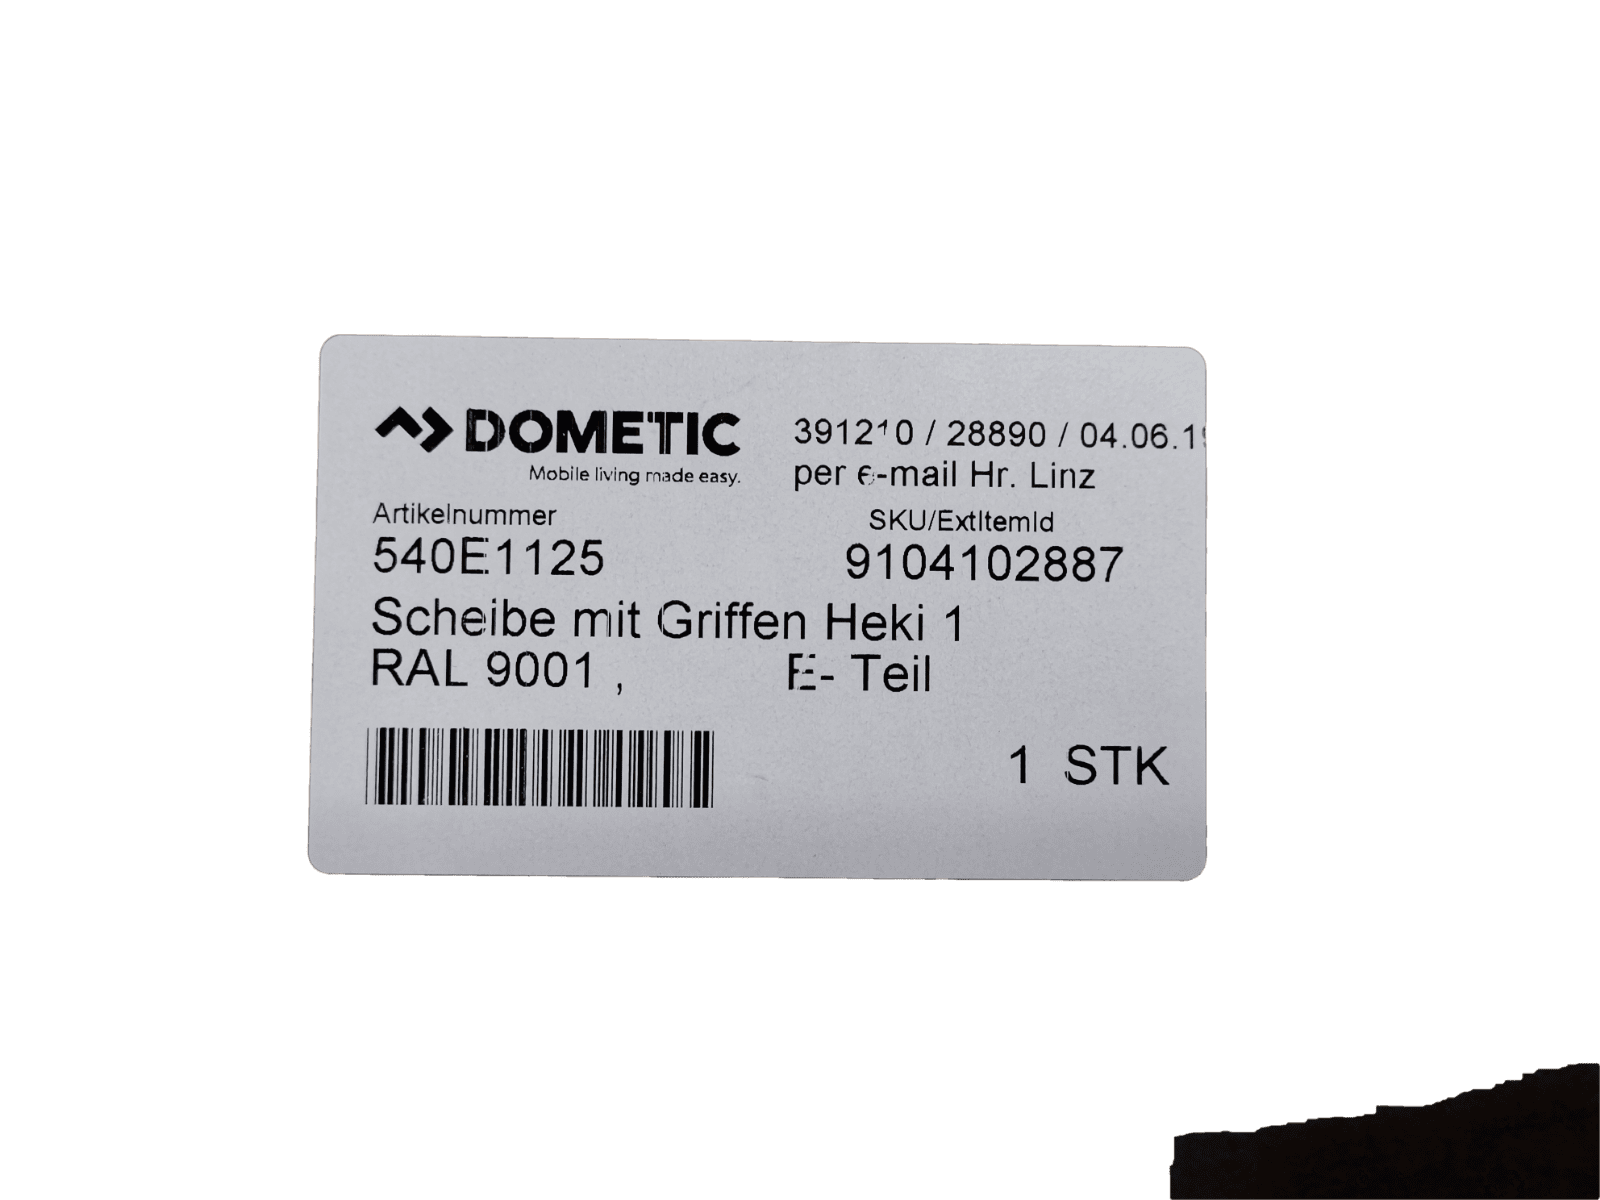 DOMETIC
Mobile living made easy.
391210 / 28890 / 04.06.19
per e-mail Hr. Linz
Artikelnummer
SKU/ExtItemId
540E1125
9104102887
Scheibe mit Griffen Heki 1
RAL 9001 , E- Teil
1 STK